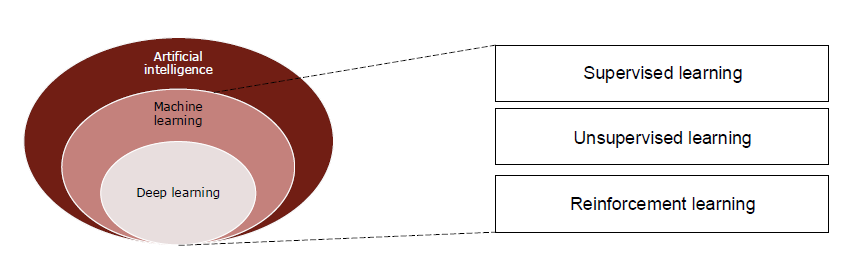 Artificial
intelligence
Machine
learning
Deep learning
Supervised learning
Unsupervised learning
Reinforcement learning